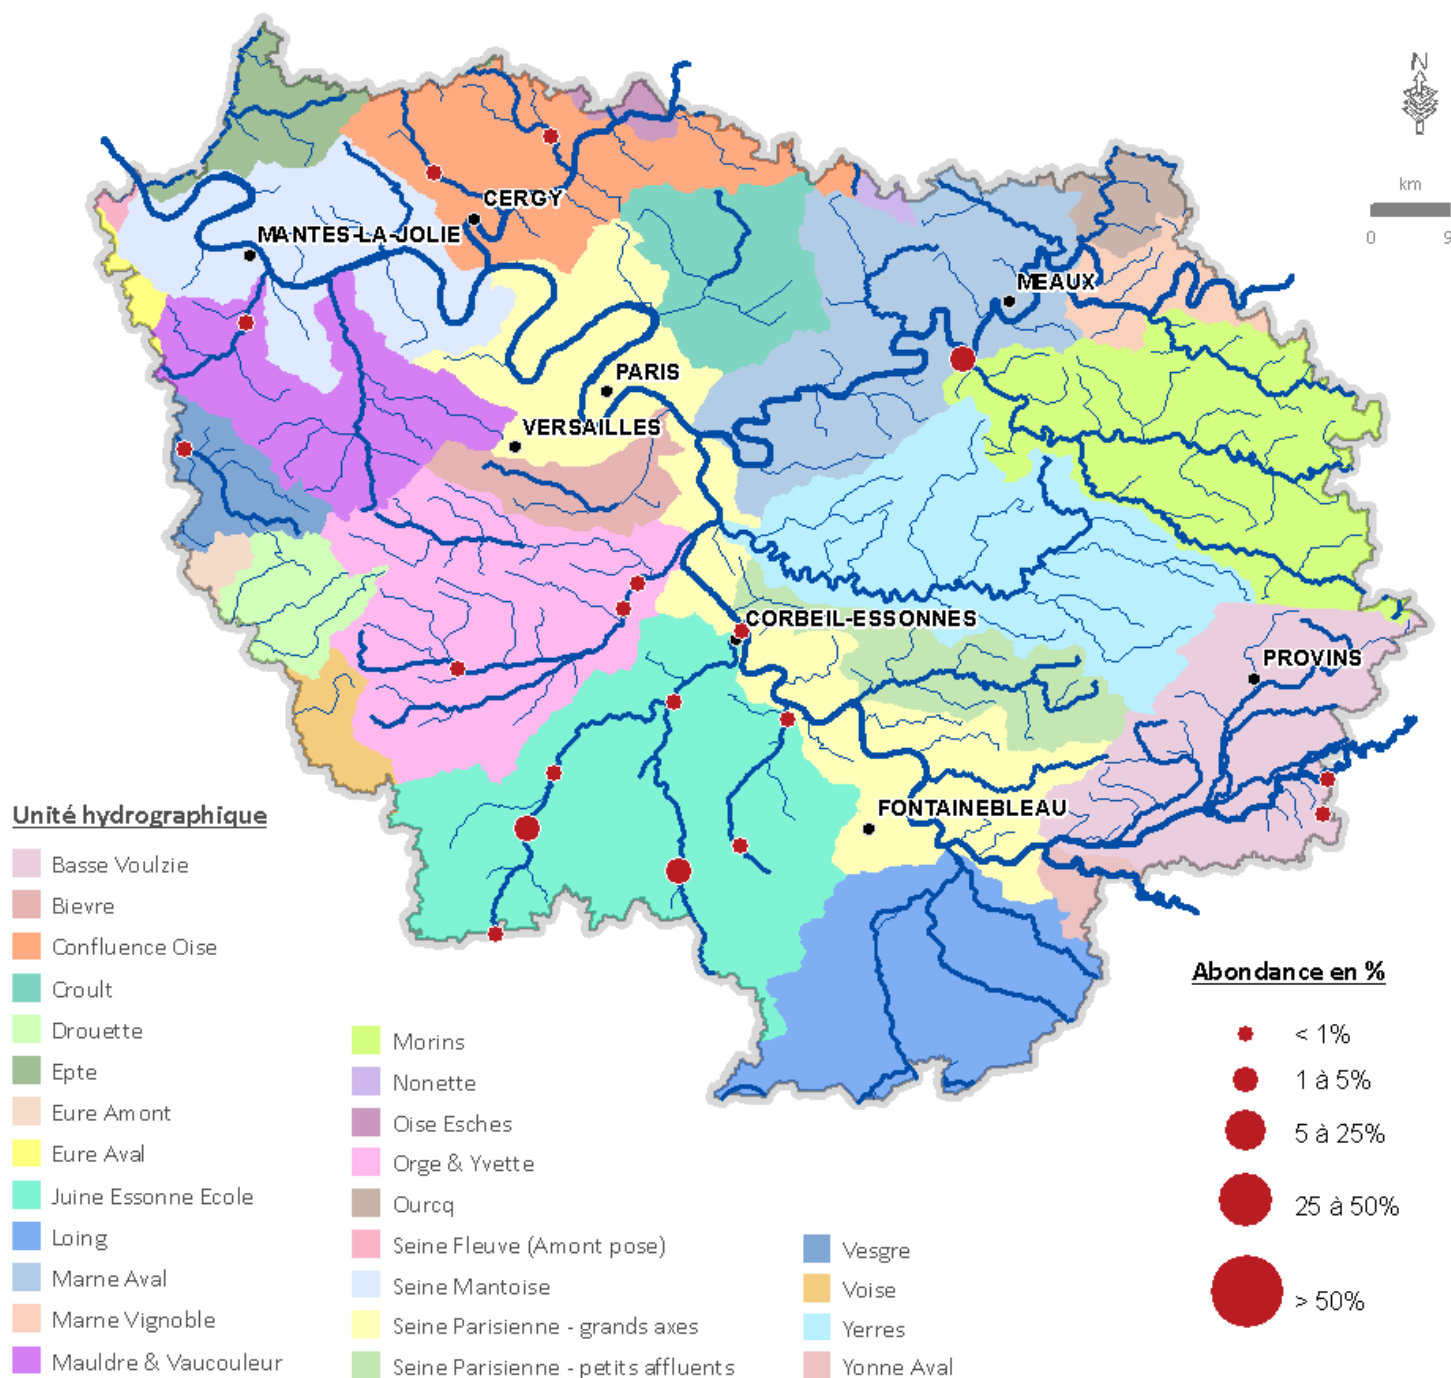 N
km
0 9
CERGY
MANTES-LA-JOLIE
MEAUX
PARIS
VERSAILLES
CORBEIL-ESSONNES
PROVINS
FONTAINEBLEAU
Unité hydrographique
Basse Voulzie
Bievre
Confluence Oise
Croult
Drouette
Epte
Eure Amont
Eure Aval
Juine Essonne Ecole
Loing
Marne Aval
Marne Vignoble
Mauldre & Vaucouleur
Morins
Nonette
Oise Esches
Orge & Yvette
Ourcq
Seine Fleuve (Amont pose)
Seine Mantoise
Seine Parisienne - grands axes
Seine Parisienne - petits affluents
Vesgre
Voise
Yerres
Yonne Aval
Abondance en %
< 1%
1 à 5%
5 à 25%
25 à 50%
> 50%